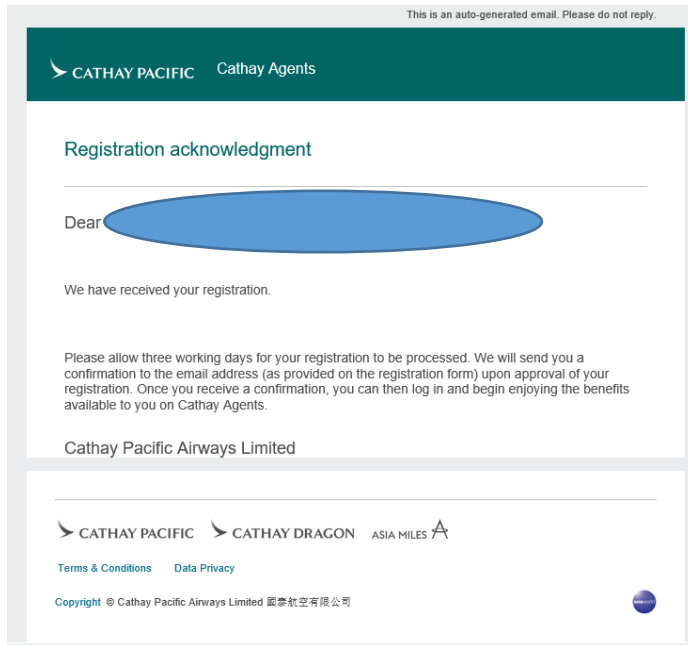 This is an auto-generated email. Please do not reply.
CATHAY PACIFIC Cathay Agents
Registration acknowledgment
Dear
We have received your registration.
Please allow three working days for your registration to be processed. We will send you a
confirmation to the email address (as provided on the registration form) upon approval of your
registration. Once you receive a confirmation, you can then log in and begin enjoying the benefits
available to you on Cathay Agents.
Cathay Pacific Airways Limited
CATHAY PACIFIC CATHAY DRAGON ASIA MILES
Terms & Conditions Data Privacy
Copyright © Cathay Pacific Airways Limited 國泰航空有限公司
oneworld